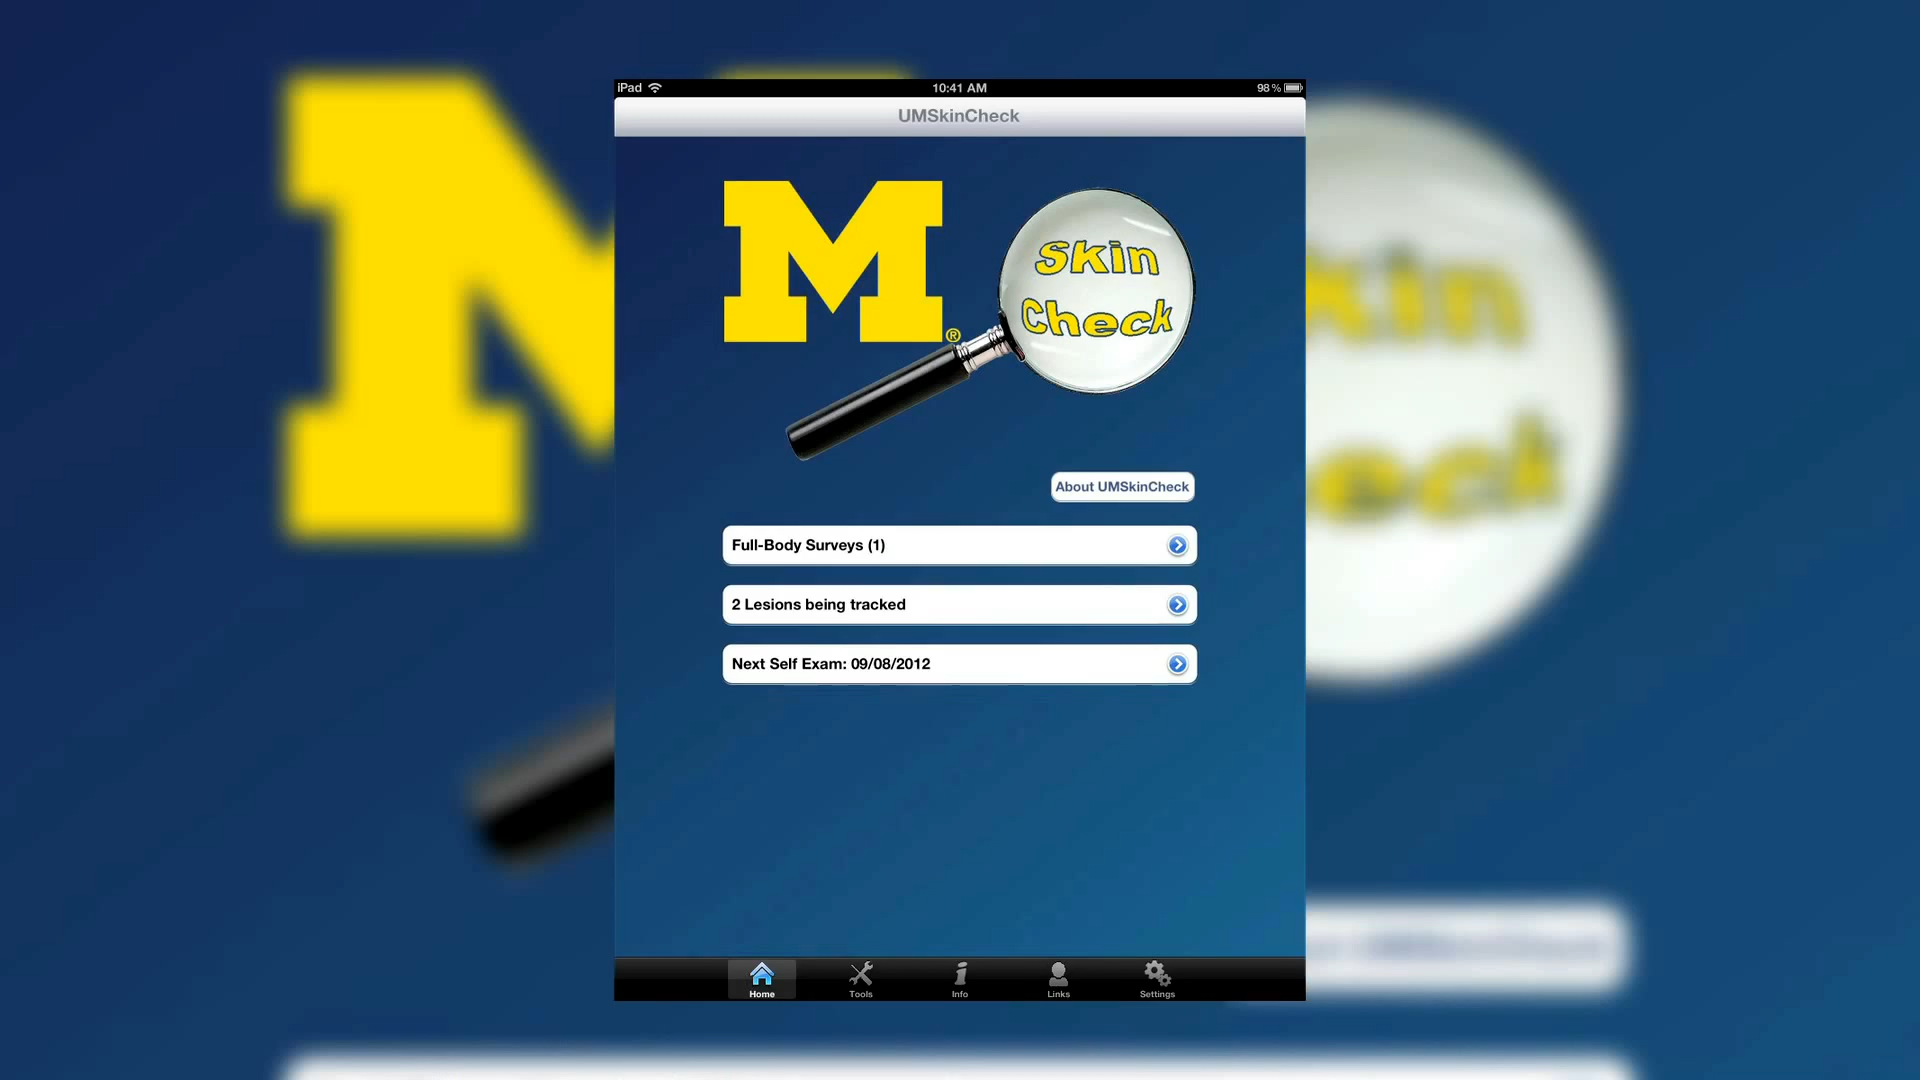 iPad 10:41 AM 98%
UMSkinCheck
M®
Skin
Check
About UMSkinCheck
Full-Body Surveys (1)
2 Lesions being tracked
Next Self Exam: 09/08/2012
Home Tools Info Links Settings